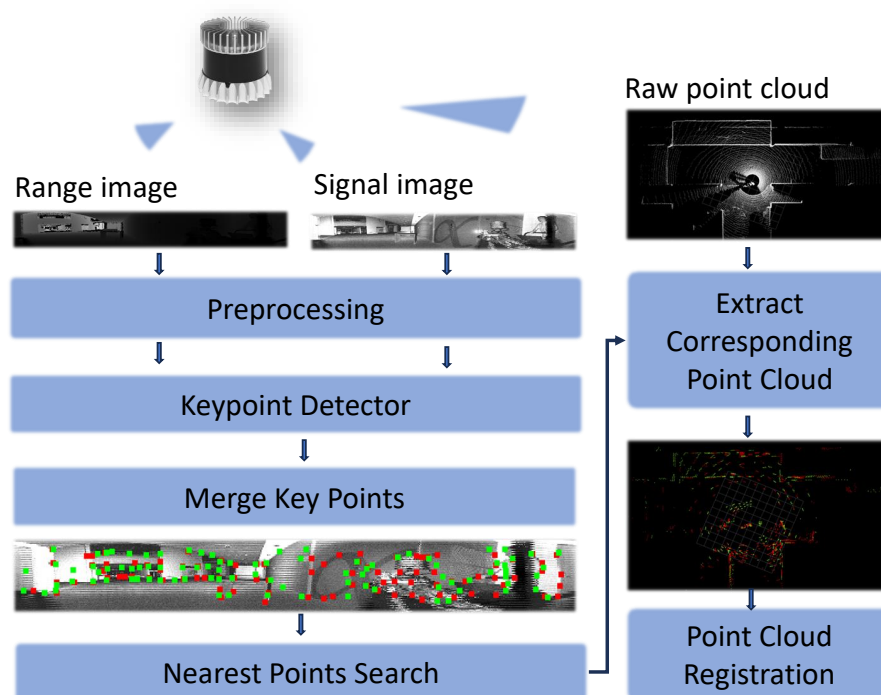 Range image
Signal image
Preprocessing
Keypoint Detector
Merge Key Points
Nearest Points Search
Raw point cloud
Extract
Corresponding
Point Cloud
Point Cloud
Registration